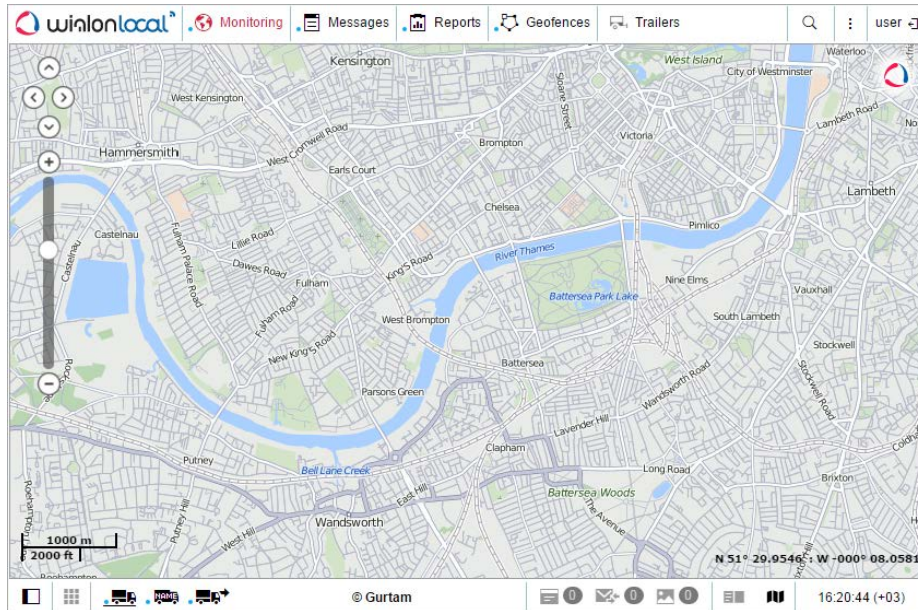 wialonlocal
Monitoring
Messages
Reports
Geofences
Trailers
user
Kensington
West Island
Waterloo
City of Westminster
Sloane Street
West Kensington
Lambeth Road
Victoria
West Cromwell Road
Brompton
Hammersmith
Earls Court
Lambeth
Chelsea
Pimlico
Castelnau
Fulham Palace Road
Lillie Road
River Thames
King'S Road
Castelnau
Dawes Road
Fulham
Nine Elms
Battersea Park Lake
Vauxhall
Fulham Road
West Brompton
South Lambeth
New King'S Road
Stockwell
Battersea
Stockwell Road
Wandsworth Road
Parsons Green
Lavender Hill
Clapham
Putney
Bell Lane Creek
Long Road
Brixton
East Hill
Battersea Woods
The Avenue
Putney Hill
Wandsworth
West Hill
1000 m
2000 ft
N 51° 29.9546' : W -000° 08.0581
NAME
© Gurtam
0
0
0
16:20:44 (+03)